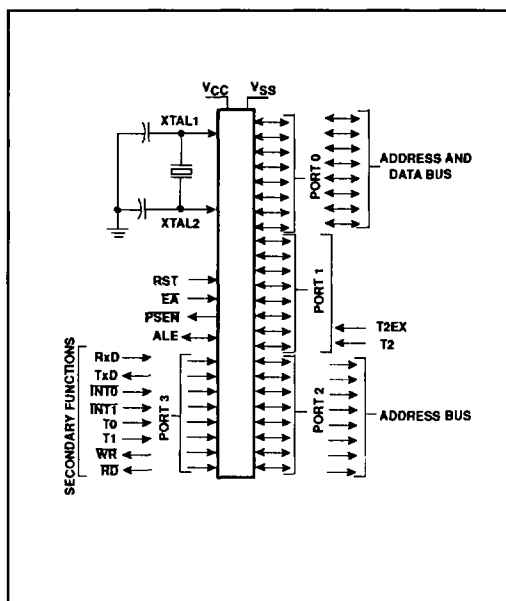 VCC VSS
XTAL1
XTAL2
PORT 0
ADDRESS AND
DATA BUS
PORT 1
T2EX
T2
RST
EA
PSEN
ALE
SECONDARY FUNCTIONS
RxD
TxD
INT0
INT1
T0
T1
WR
RD
PORT 3
PORT 2
ADDRESS BUS